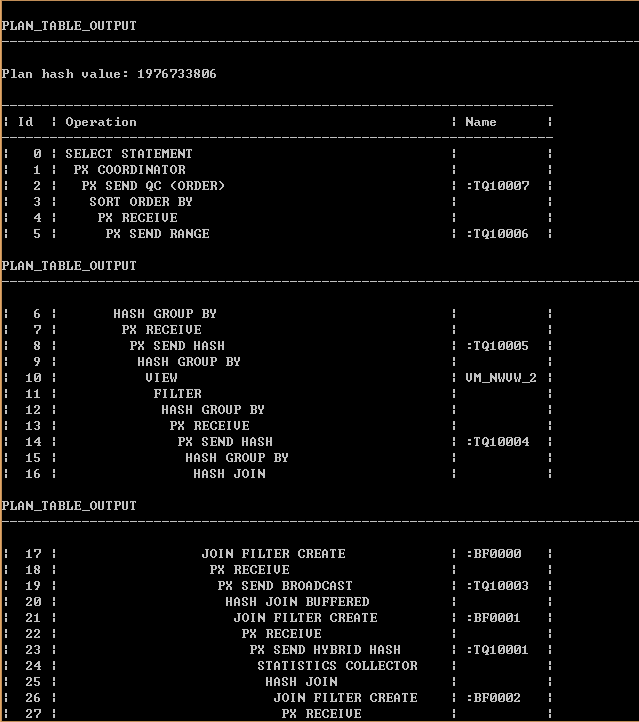 PLAN_TABLE_OUTPUT
Plan hash value: 1976733806
| Id | Operation | Name |
| 0 | SELECT STATEMENT | |
| 1 | PX COORDINATOR | |
| 2 | PX SEND QC (ORDER) | :TQ10007 |
| 3 | SORT ORDER BY | |
| 4 | PX RECEIVE | |
| 5 | PX SEND RANGE | :TQ10006 |
PLAN_TABLE_OUTPUT
| 6 | HASH GROUP BY | |
| 7 | PX RECEIVE | |
| 8 | PX SEND HASH | :TQ10005 |
| 9 | HASH GROUP BY | |
| 10 | VIEW | VM_NWVW_2 |
| 11 | FILTER | |
| 12 | HASH GROUP BY | |
| 13 | PX RECEIVE | |
| 14 | PX SEND HASH | :TQ10004 |
| 15 | HASH GROUP BY | |
| 16 | HASH JOIN | |
PLAN_TABLE_OUTPUT
| 17 | JOIN FILTER CREATE | :BF0000 |
| 18 | PX RECEIVE | |
| 19 | PX SEND BROADCAST | :TQ10003 |
| 20 | HASH JOIN BUFFERED | |
| 21 | JOIN FILTER CREATE | :BF0001 |
| 22 | PX RECEIVE | |
| 23 | PX SEND HYBRID HASH | :TQ10001 |
| 24 | STATISTICS COLLECTOR | |
| 25 | HASH JOIN | |
| 26 | JOIN FILTER CREATE | :BF0002 |
| 27 | PX RECEIVE | |